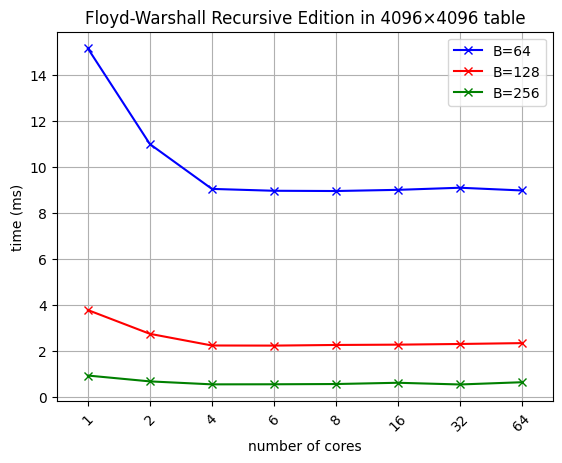 Floyd-Warshall Recursive Edition in 4096×4096 table
B=64
B=128
B=256
time (ms)
14
12
10
8
6
4
2
0
1 2 4 6 8 16 32 64
number of cores